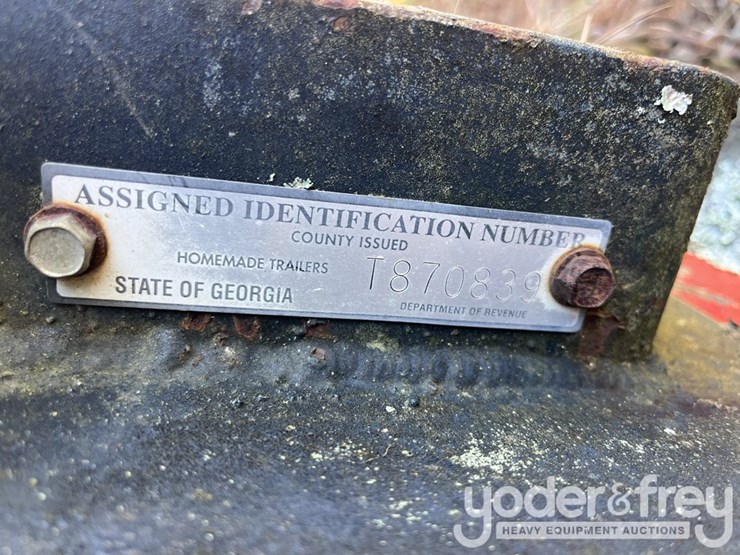 ASSIGNED IDENTIFICATION NUMBER
COUNTY ISSUED
HOMEMADE TRAILERS T870839
STATE OF GEORGIA
DEPARTMENT OF REVENUE
yoder&frey
HEAVY EQUIPMENT AUCTIONS